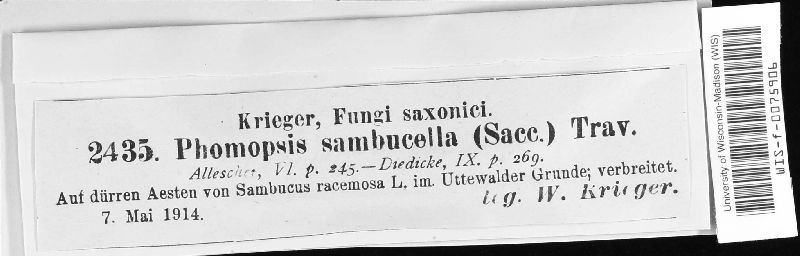 Krieger, Fungi saxonici.
2435. Phomopsis sambucella (Sacc.) Trav.
Allescher, VI. p. 245.—Diedicke, IX. p. 269.
Auf dürren Aesten von Sambucus racemosa L. im Uttewalder Grunde; verbreitet.
7. Mai 1914.
leg. W. Krieger.
University of Wisconsin-Madison (WIS)
WIS-f-0075906